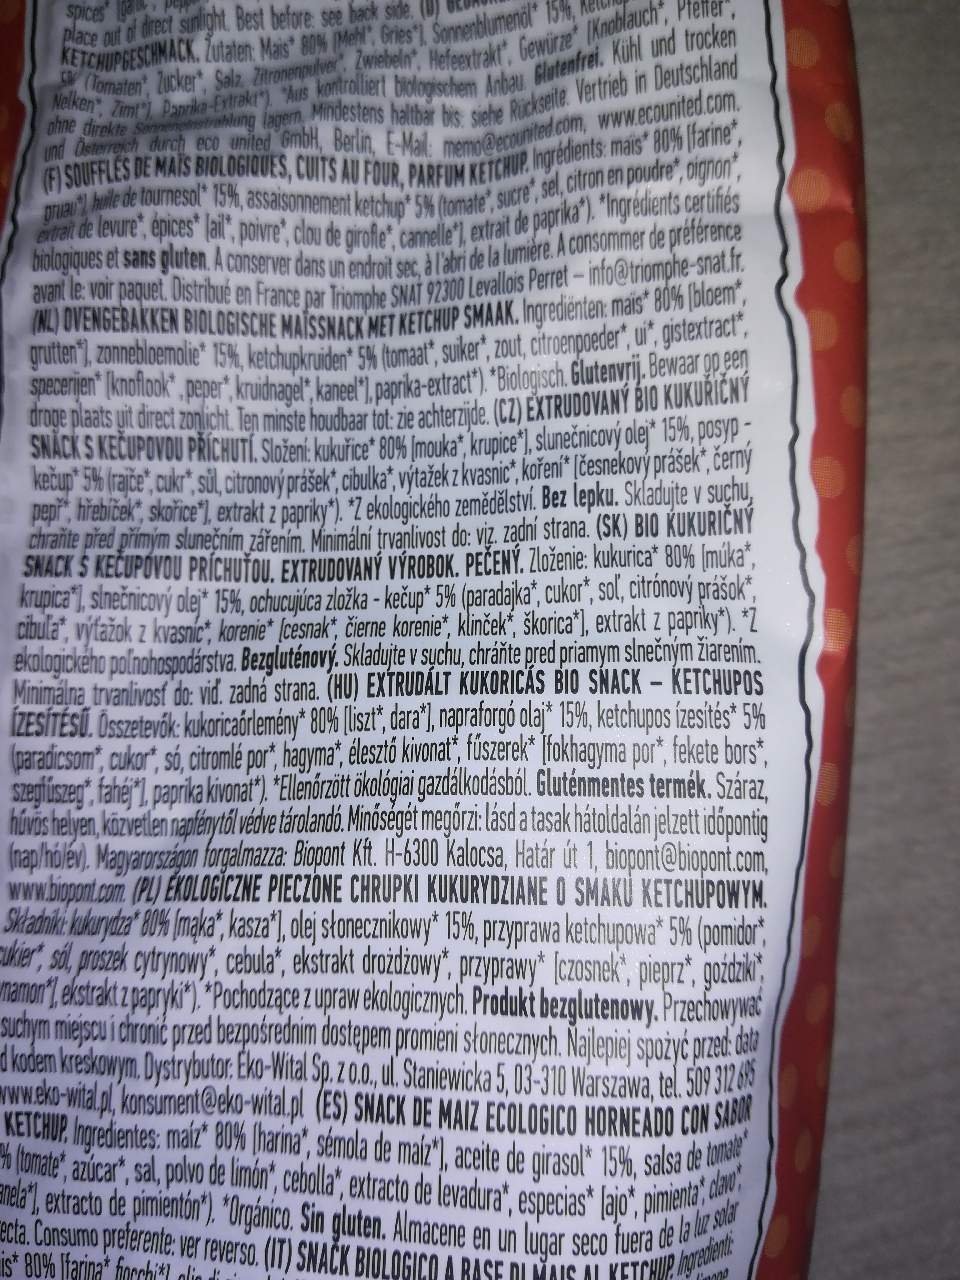 spices*
place out of direct sunlight. Best before: see back side. (D)
KETCHUPGESCHMACK. Zutaten: Mais* 80% [Mehl*, Gries*], Sonnenblumenöl* 15%,
(Tomaten*, Zucker*, Salz, Zitronenpulver*, Zwiebeln*, Hefeextrakt*, Gewürze* [Knoblauch*, Pfeffer*,
Nelken*, Zimt*], Paprika-Extrakt*). *Aus kontrolliert biologischem Anbau. Glutenfrei. Kühl und trocken
ohne direkte Sonneneinstrahlung lagern. Mindestens haltbar bis: siehe Rückseite. Vertrieb in Deutschland
und Österreich durch eco united GmbH, Berlin, E-Mail: memo@ecounited.com, www.ecounited.com.
(F) SOUFFLÉS DE MAÏS BIOLOGIQUES, CUITS AU FOUR, PARFUM KETCHUP. Ingrédients: maïs* 80% [farine*,
gruau*], huile de tournesol* 15%, assaisonnement ketchup* 5% (tomate*, sucre*, sel, citron en poudre*, oignon*,
extrait de levure*, épices* [ail*, poivre*, clou de girofle*, cannelle*], extrait de paprika*). *Ingrédients certifiés
biologiques et sans gluten. A conserver dans un endroit sec, à l'abri de la lumière. A consommer de préférence
avant le: voir paquet. Distribué en France par Triomphe SNAT 92300 Levallois Perret – info@triomphe-snat.fr.
(NL) OVENGEBAKKEN BIOLOGISCHE MAÏSSNACK MET KETCHUP SMAAK. Ingrediënten: maïs* 80% [bloem*,
grutten*], zonnebloemolie* 15%, ketchupkruiden* 5% (tomaat*, suiker*, zout, citroenpoeder*, ui*, gistextract*,
specerijen* [knoflook* ,peper*, kruidnagel*, kaneel*], paprika-extract*). *Biologisch. Glutenvrij. Bewaar op een
droge plaats uit direct zonlicht. Ten minste houdbaar tot: zie achterzijde. (CZ) EXTRUDOVANÝ BIO KUKUŘIČNÝ
SNACK S KEČUPOVOU PŘÍCHUTÍ. Složení: kukuřice* 80% [mouka*, krupice*], slunečnicový olej* 15%, posyp -
kečup* 5% (rajče*, cukr*, sůl, citronový prášek*, cibulka*, výtažek z kvasnic*, koření* [česnekový prášek*, černý
pepř*, hřebíček*, skořice*], extrakt z papriky*). *Z ekologického zemědělství. Bez lepku. Skladujte v suchu,
chraňte před přímým slunečním zářením. Minimální trvanlivost do: viz. zadní strana. (SK) BIO KUKURIČNÝ
SNACK S KEČUPOVOU PRÍCHUŤOU. EXTRUDOVANÝ VÝROBOK. PEČENÝ. Zloženie: kukurica* 80% [múka*,
krupica*], slnečnicový olej* 15%, ochucujúca zložka - kečup* 5% (paradajka*, cukor*, soľ, citrónový prášok*,
cibuľa*, výťažok z kvasníc*, korenie* [cesnak*, čierne korenie*, klinček*, škorica*], extrakt z papriky*). *Z
ekologického poľnohospodárstva. Bezgluténový. Skladujte v suchu, chráňte pred priamym slnečným žiarením.
Minimálna trvanlivosť do: viď. zadná strana. (HU) EXTRUDÁLT KUKORICÁS BIO SNACK – KETCHUPOS
ÍZESÍTÉSŰ. Összetevők: kukoricaőrlemény* 80% [liszt*, dara*], napraforgó olaj* 15%, ketchupos ízesítés* 5%
(paradicsom*, cukor*, só, citromlé por*, hagyma*, élesztő kivonat*, fűszerek* [fokhagyma por*, fekete bors*,
szegfűszeg*, fahéj*], paprika kivonat*). *Ellenőrzött ökológiai gazdálkodásból. Gluténmentes termék. Száraz,
hűvös helyen, közvetlen napfénytől védve tárolandó. Minőségét megőrzi: lásd a tasak hátoldalán jelzett időpontig
(nap/hó/év). Magyarországon forgalmazza: Biopont Kft. H-6300 Kalocsa, Határ út 1, biopont@biopont.com,
www.biopont.com. (PL) EKOLOGICZNE PIECZONE CHRUPKI KUKURYDZIANE O SMAKU KETCHUPOWYM.
Składniki: kukurydza* 80% [mąka*, kasza*], olej słonecznikowy* 15%, przyprawa ketchupowa* 5% (pomidor*,
cukier*, sól, proszek cytrynowy*, cebula*, ekstrakt drożdżowy*, przyprawy* [czosnek*, pieprz*, goździki*,
ynamon*], ekstrakt z papryki*). *Pochodzące z upraw ekologicznych. Produkt bezglutenowy. Przechowywać
suchym miejscu i chronić przed bezpośrednim dostępem promieni słonecznych. Najlepiej spożyć przed: data
d kodem kreskowym. Dystrybutor: Eko-Wital Sp. z o.o., ul. Staniewicka 5, 03-310 Warszawa, tel. 509 312 695
www.eko-wital.pl, konsument@eko-wital.pl (ES) SNACK DE MAIZ ECOLOGICO HORNEADO CON SABOR
KETCHUP. Ingredientes: maíz* 80% [harina*, sémola de maíz*], aceite de girasol* 15%, salsa de tomate*
% (tomate*, azúcar*, sal, polvo de limón*, cebolla*, extracto de levadura*, especias* [ajo*, pimienta*, clavo*,
anela*], extracto de pimientón*). *Orgánico. Sin gluten. Almacene en un lugar seco fuera de la luz solar
ecta. Consumo preferente: ver reverso. (IT) SNACK BIOLOGICO A BASE DI MAIS AL KETCHUP. Ingredienti:
is* 80% [farina*, fiocchi*],